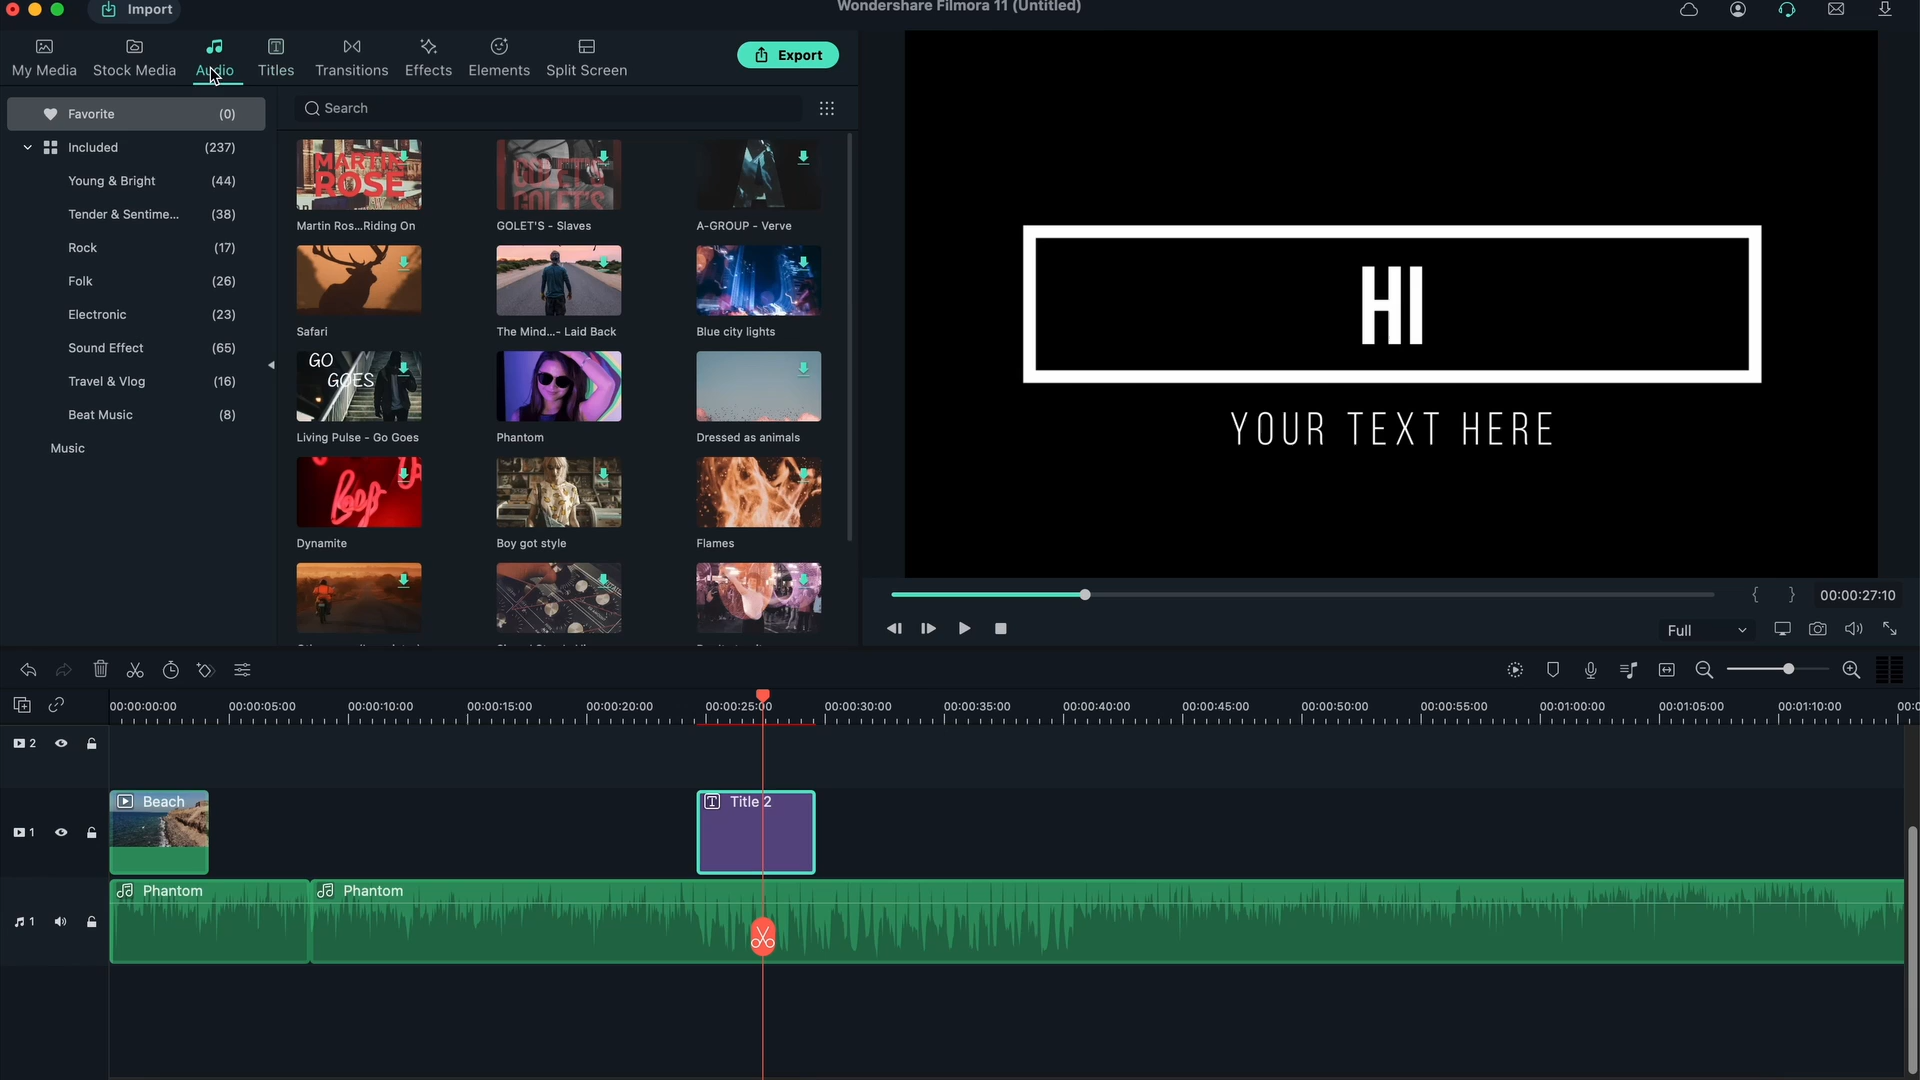 Import
Wondershare Filmora 11 (Untitled)
My Media
Stock Media
Audio
Titles
Transitions
Effects
Elements
Split Screen
Export
Favorite (0)
Included (237)
Young & Bright (44)
Tender & Sentime... (38)
Rock (17)
Folk (26)
Electronic (23)
Sound Effect (65)
Travel & Vlog (16)
Beat Music (8)
Music
Search
MARTIN
ROSE
Martin Ros...Riding On
GOLET'S - Slaves
A-GROUP - Verve
Safari
The Mind...- Laid Back
Blue city lights
GO
GOES
Living Pulse - Go Goes
Phantom
Dressed as animals
Dynamite
Boy got style
Flames
HI
YOUR TEXT HERE
{ } 00:00:27:10
Full
00:00:00:00 00:00:05:00 00:00:10:00 00:00:15:00 00:00:20:00 00:00:25:00 00:00:30:00 00:00:35:00 00:00:40:00 00:00:45:00 00:00:50:00 00:00:55:00 00:01:00:00 00:01:05:00 00:01:10:00
2
Beach
Title 2
1
Phantom
Phantom
1